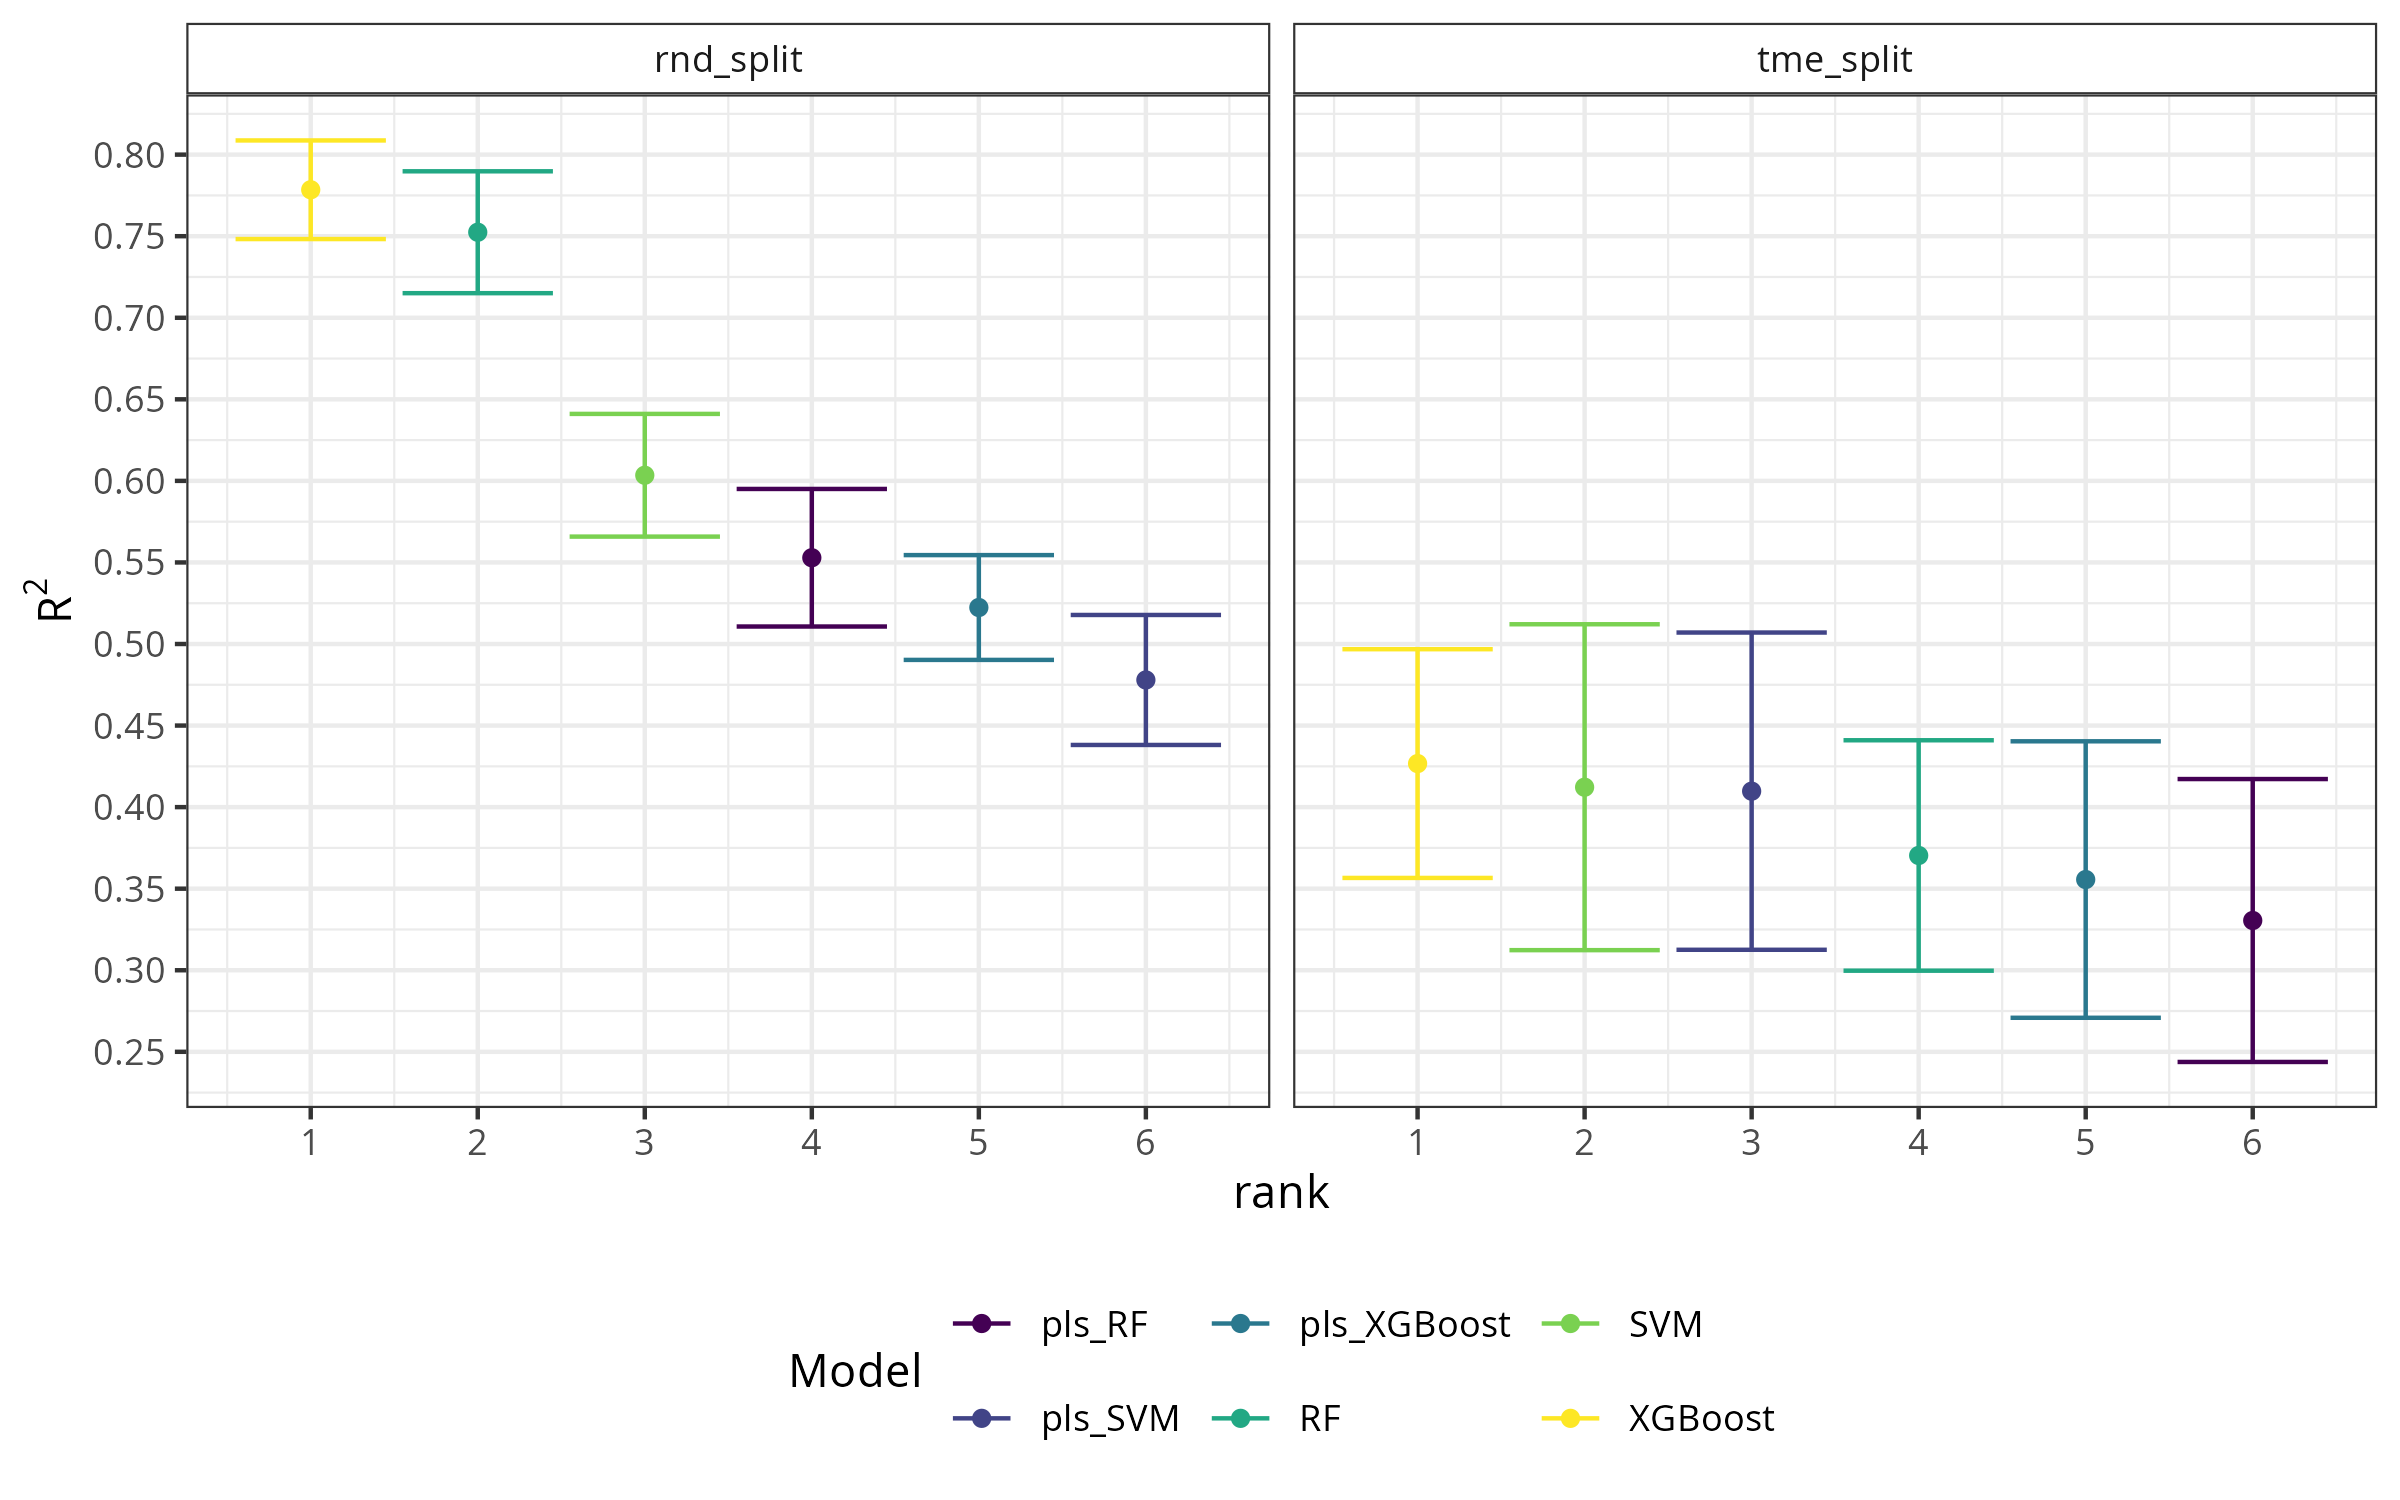 rnd_split
tme_split
0.80
0.75
0.70
0.65
0.60
0.55
0.50
0.45
0.40
0.35
0.30
0.25
R²
1 2 3 4 5 6
1 2 3 4 5 6
rank
Model
pls_RF pls_XGBoost SVM
pls_SVM RF XGBoost